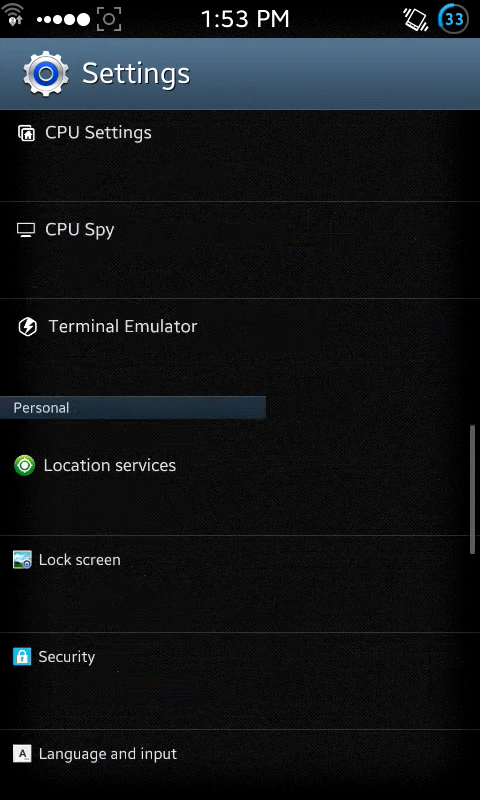 1:53 PM
33
Settings
CPU Settings
CPU Spy
Terminal Emulator
Personal
Location services
Lock screen
Security
A
Language and input